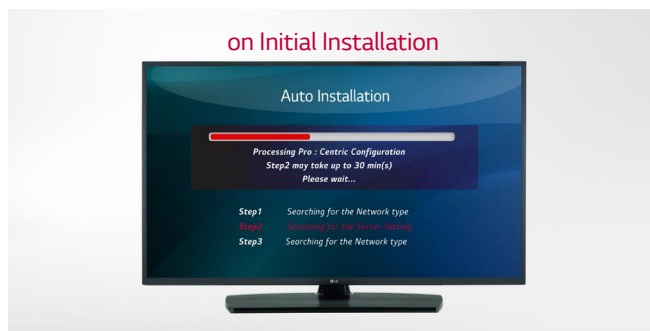 on Initial Installation
Auto Installation
Processing Pro : Centric Configuration
Step2 may take up to 30 min(s)
Please wait...
Step1 Searching for the Network type
Step2 Searching for the Server Setting
Step3 Searching for the Network type
LG